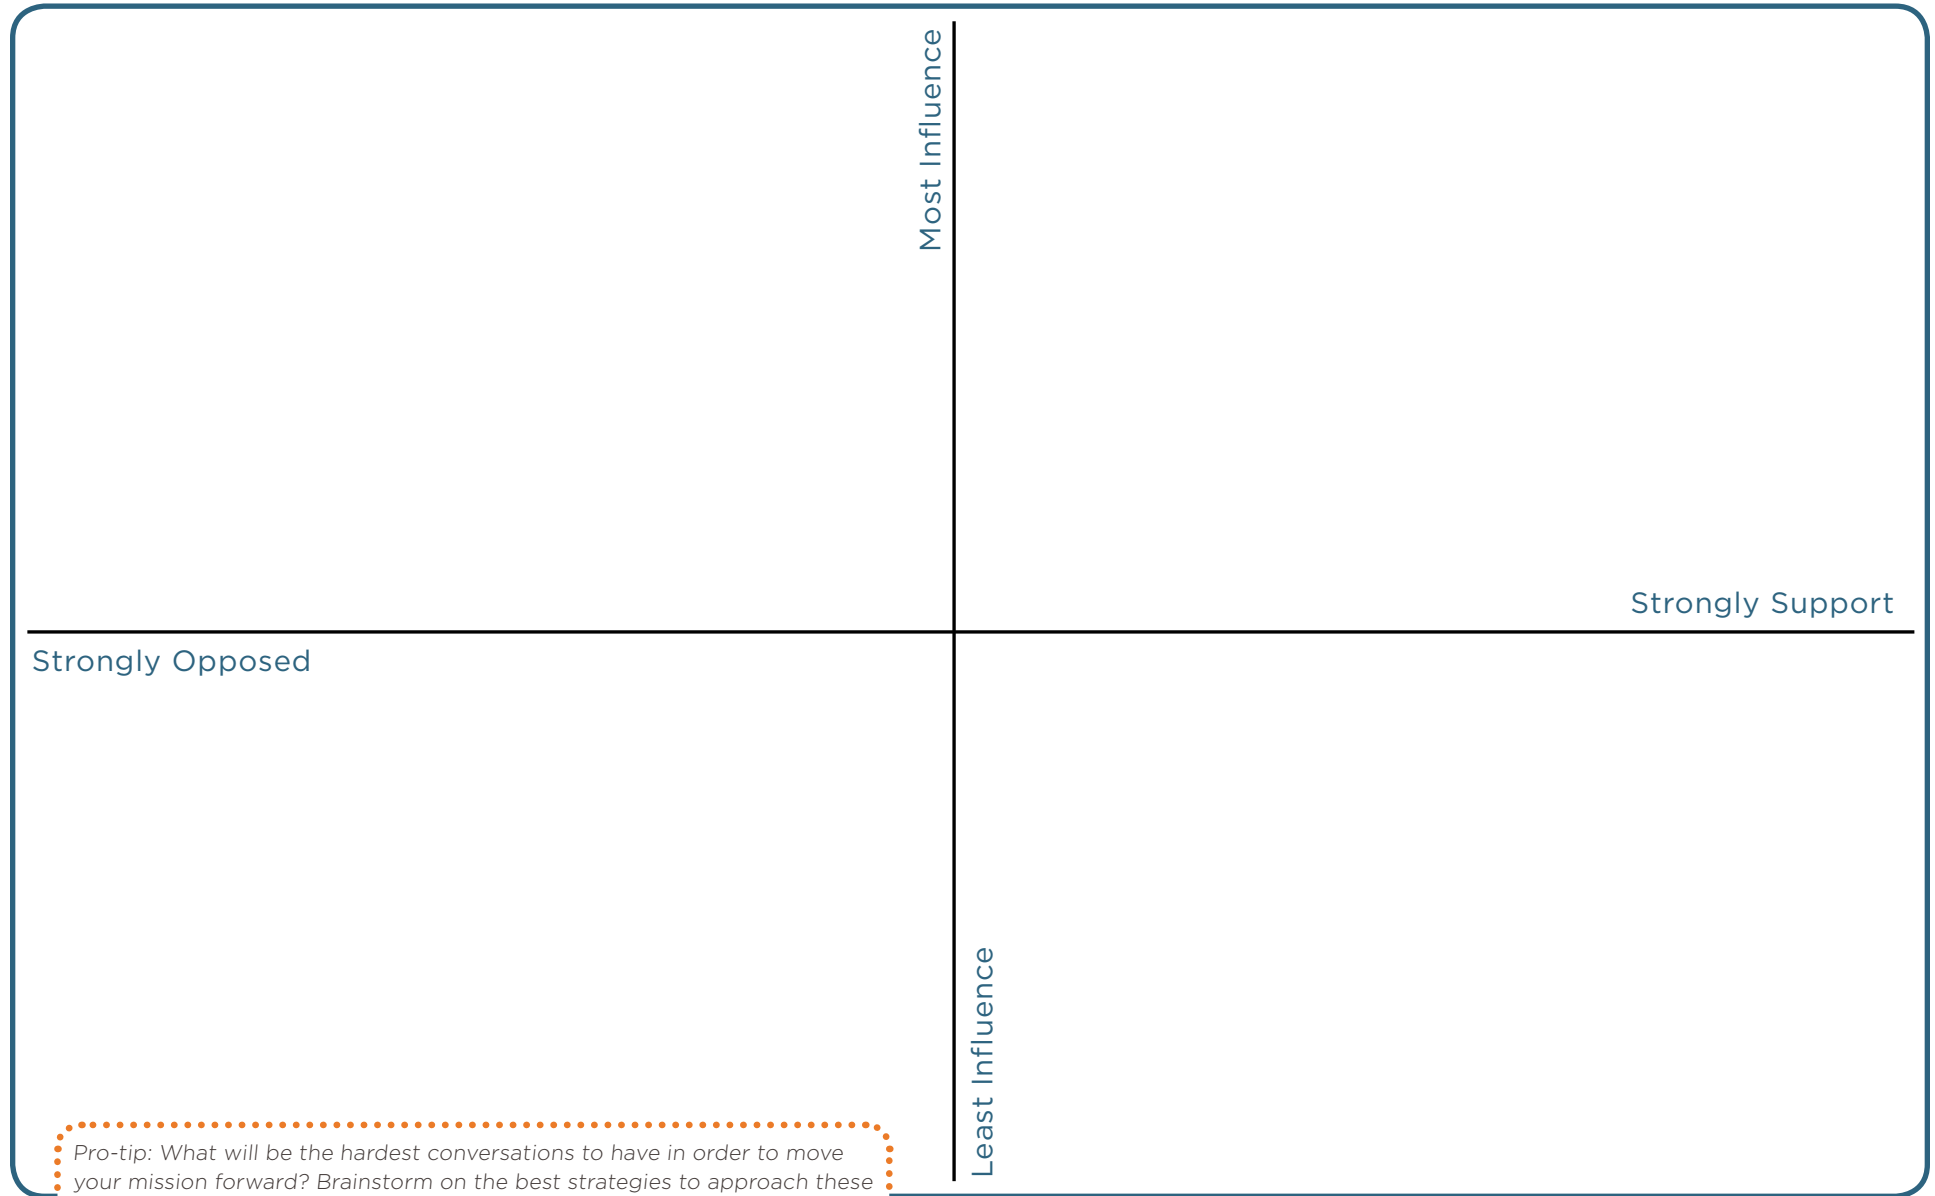 Most Influence
Strongly Support
Strongly Opposed
Least Influence
Pro-tip: What will be the hardest conversations to have in order to move
your mission forward? Brainstorm on the best strategies to approach these